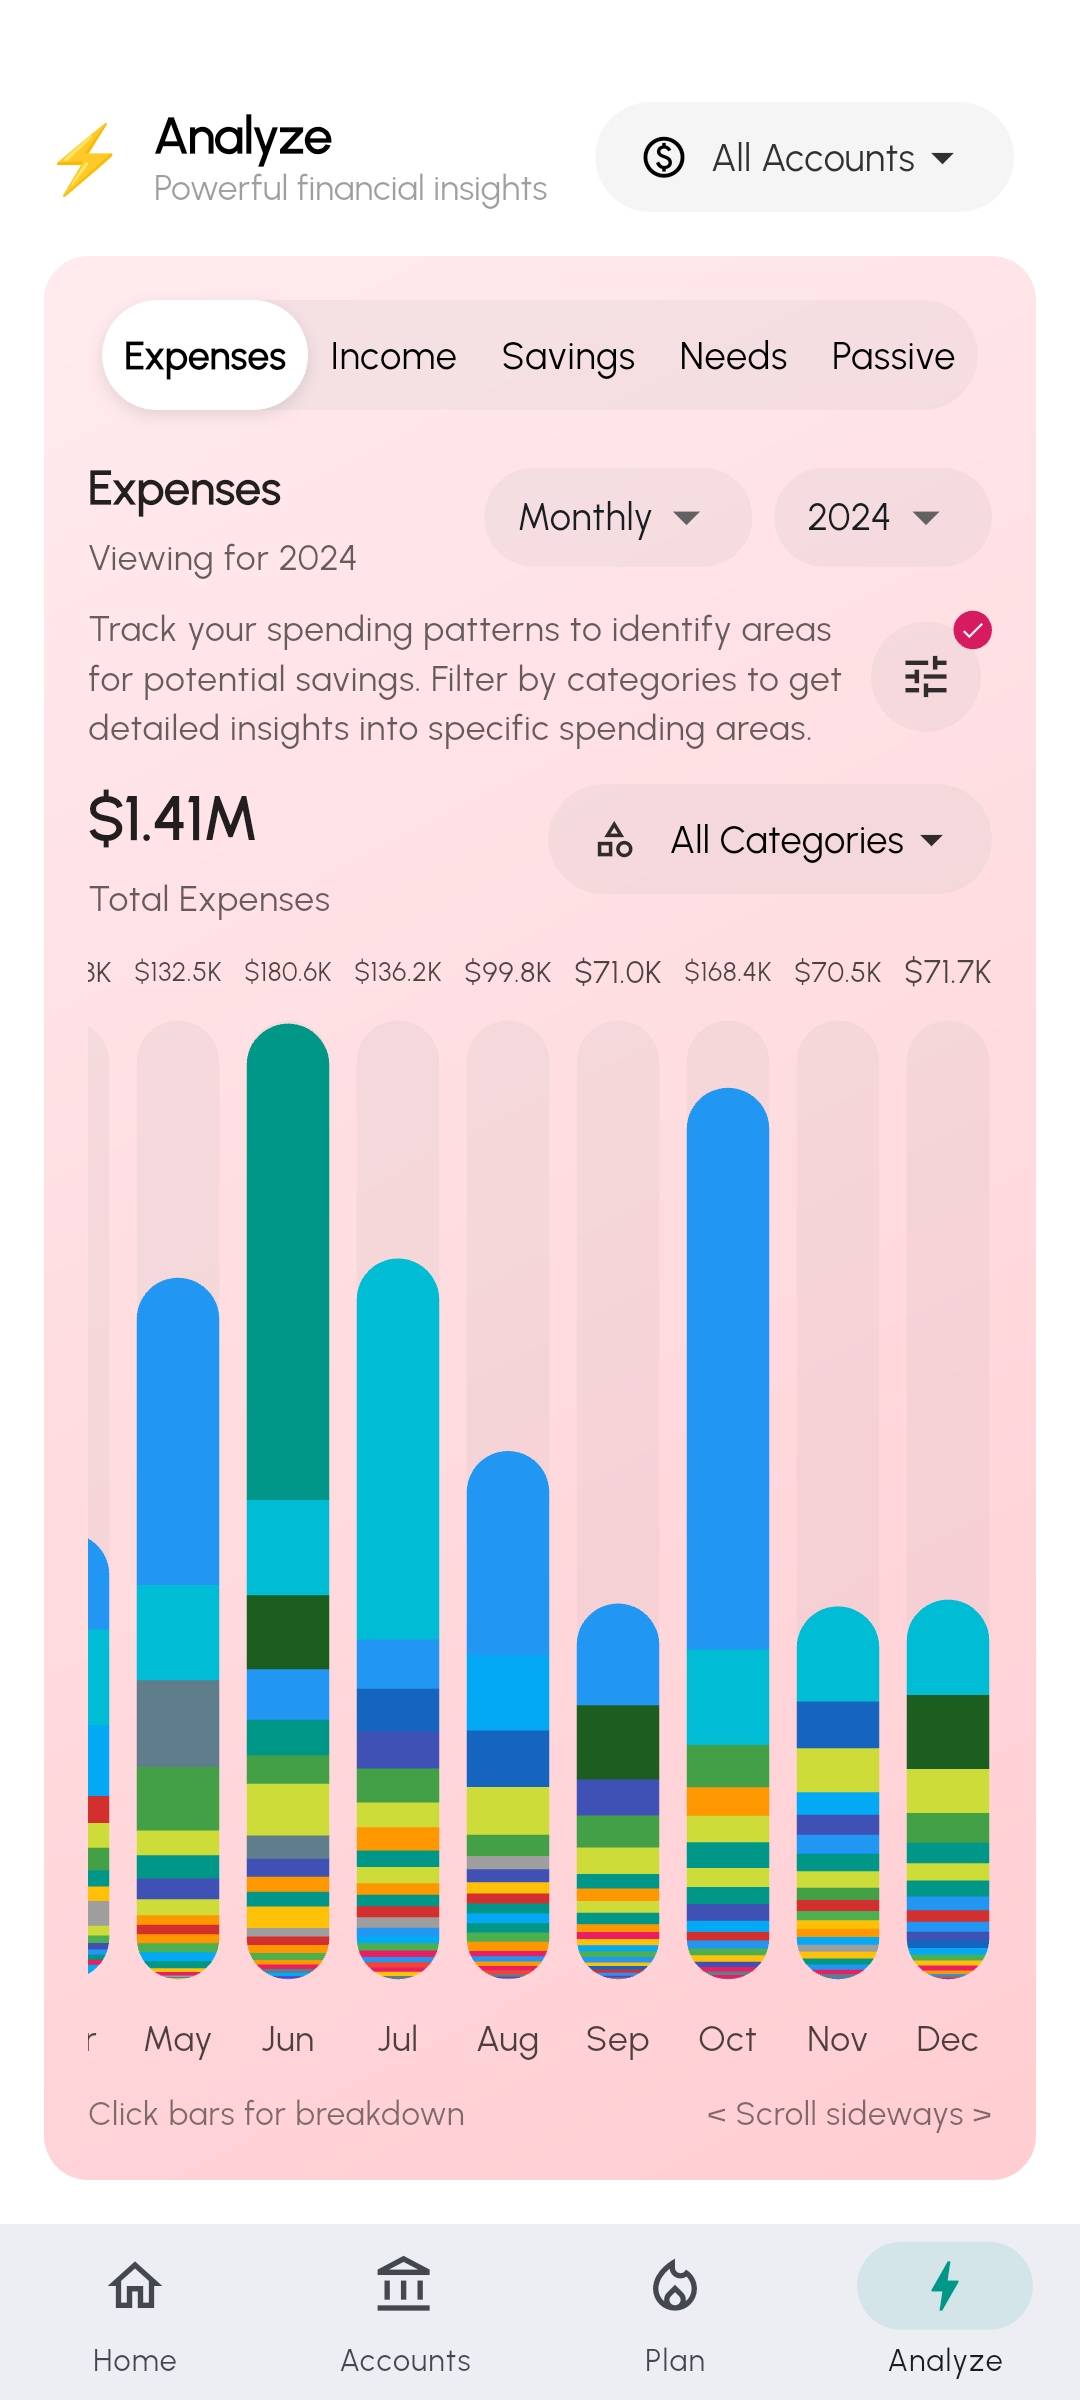 Analyze
Powerful financial insights
All Accounts
Expenses Income Savings Needs Passive
Expenses
Viewing for 2024
Monthly
2024
Track your spending patterns to identify areas
for potential savings. Filter by categories to get
detailed insights into specific spending areas.
$1.41M
Total Expenses
All Categories
$132.5K $180.6K $136.2K $99.8K $71.0K $168.4K $70.5K $71.7K
May Jun Jul Aug Sep Oct Nov Dec
Click bars for breakdown
< Scroll sideways >
Home Accounts Plan Analyze